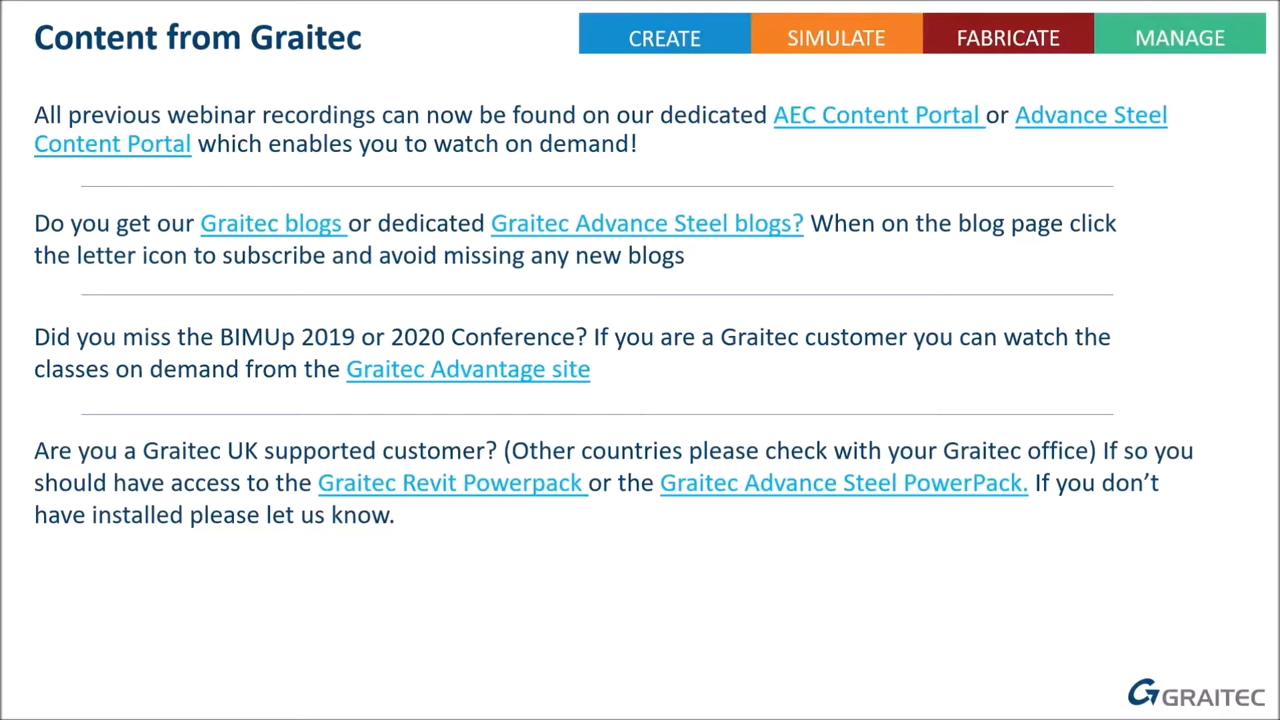 Content from Graitec
CREATE
SIMULATE
FABRICATE
MANAGE
All previous webinar recordings can now be found on our dedicated AEC Content Portal or Advance Steel
Content Portal which enables you to watch on demand!
Do you get our Graitec blogs or dedicated Graitec Advance Steel blogs? When on the blog page click
the letter icon to subscribe and avoid missing any new blogs
Did you miss the BIMUp 2019 or 2020 Conference? If you are a Graitec customer you can watch the
classes on demand from the Graitec Advantage site
Are you a Graitec UK supported customer? (Other countries please check with your Graitec office) If so you
should have access to the Graitec Revit Powerpack or the Graitec Advance Steel PowerPack. If you don’t
have installed please let us know.
GRAITEC